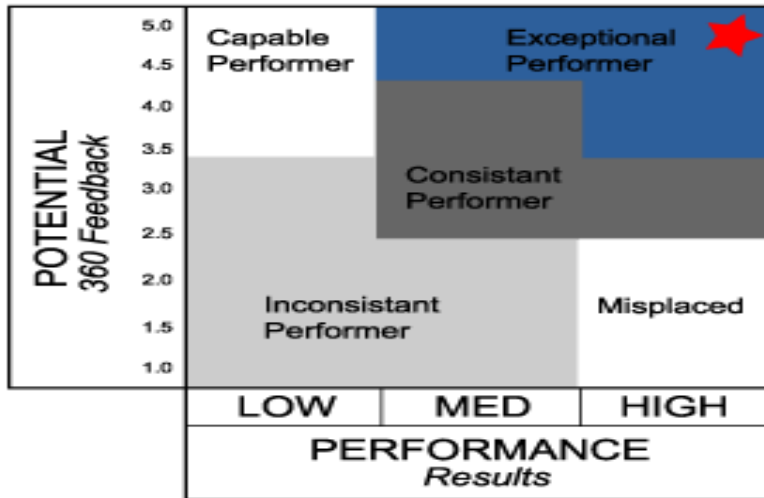 5.0
Capable
Performer
Exceptional
Performer
4.5
4.0
3.5
POTENTIAL
360 Feedback
3.0
Consistant
Performer
2.5
2.0
Inconsistant
Performer
Misplaced
1.5
1.0
LOW MED HIGH
PERFORMANCE
Results